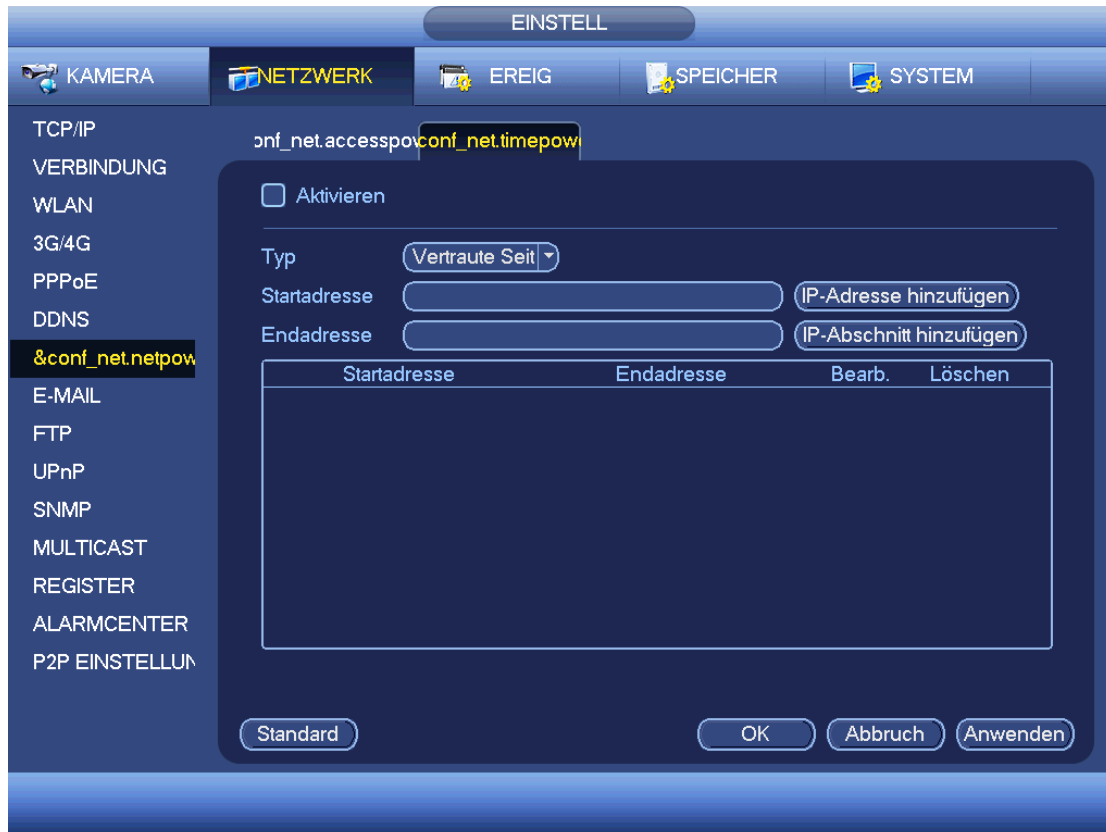 EINSTELL
KAMERA NETZWERK EREIG SPEICHER SYSTEM
TCP/IP
VERBINDUNG
WLAN
3G/4G
PPPoE
DDNS
&conf_net.netpow
E-MAIL
FTP
UPnP
SNMP
MULTICAST
REGISTER
ALARMCENTER
P2P EINSTELLUN
onf_net.accesspov conf_net.timepow
Aktivieren
Typ Vertraute Seit
Startadresse IP-Adresse hinzufügen
Endadresse IP-Abschnitt hinzufügen
Startadresse Endadresse Bearb. Löschen
Standard OK Abbruch Anwenden